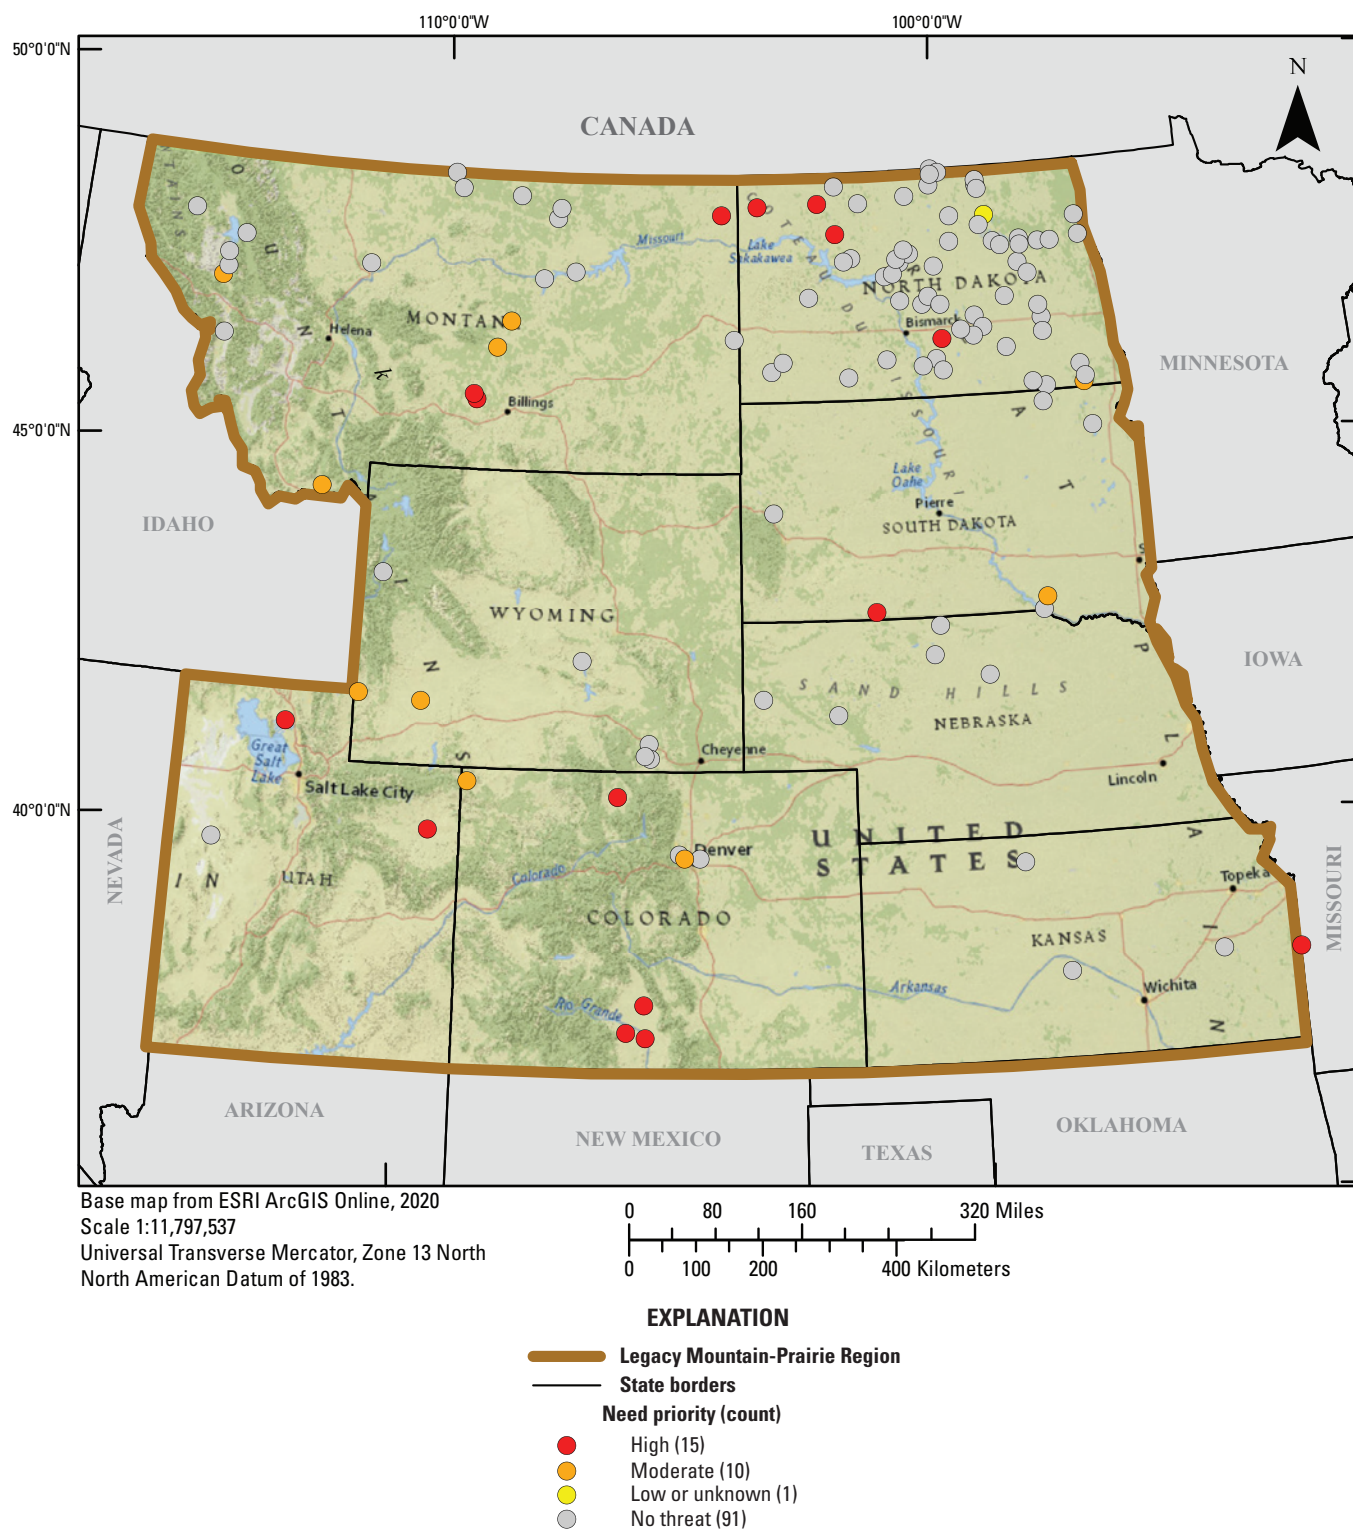 110°0'0"W
100°0'0"W
50°0'0"N
45°0'0"N
40°0'0"N
N
CANADA
MINNESOTA
IDAHO
IOWA
NEVADA
MISSOURI
ARIZONA
NEW MEXICO
TEXAS
OKLAHOMA
Missouri
Lake
Sakakawea
COTEAU DU
MISSOURI
NORTH DAKOTA
Bismarck
Helena
MONTANA
Billings
Lake
Oahe
Pierre
SOUTH DAKOTA
S
WYOMING
SAND HILLS
NEBRASKA
Cheyenne
Lincoln
Great
Salt
Lake
Salt Lake City
UTAH
Colorado
Denver
UNITED
STATES
COLORADO
KANSAS
Topeka
Wichita
Arkansas
Rio Grande
TAINS
O
U
N
T
k
I
N
S
A
T
P
L
A
I
N
I N
Base map from ESRI ArcGIS Online, 2020
Scale 1:11,797,537
Universal Transverse Mercator, Zone 13 North
North American Datum of 1983.
0 80 160 320 Miles
0 100 200 400 Kilometers
EXPLANATION
Legacy Mountain-Prairie Region
State borders
Need priority (count)
High (15)
Moderate (10)
Low or unknown (1)
No threat (91)